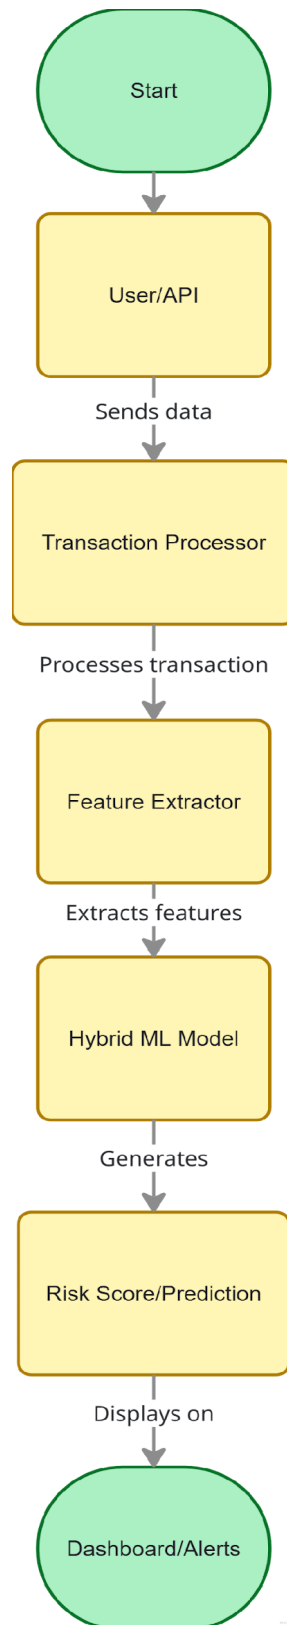 Start
User/API
Sends data
Transaction Processor
Processes transaction
Feature Extractor
Extracts features
Hybrid ML Model
Generates
Risk Score/Prediction
Displays on
Dashboard/Alerts